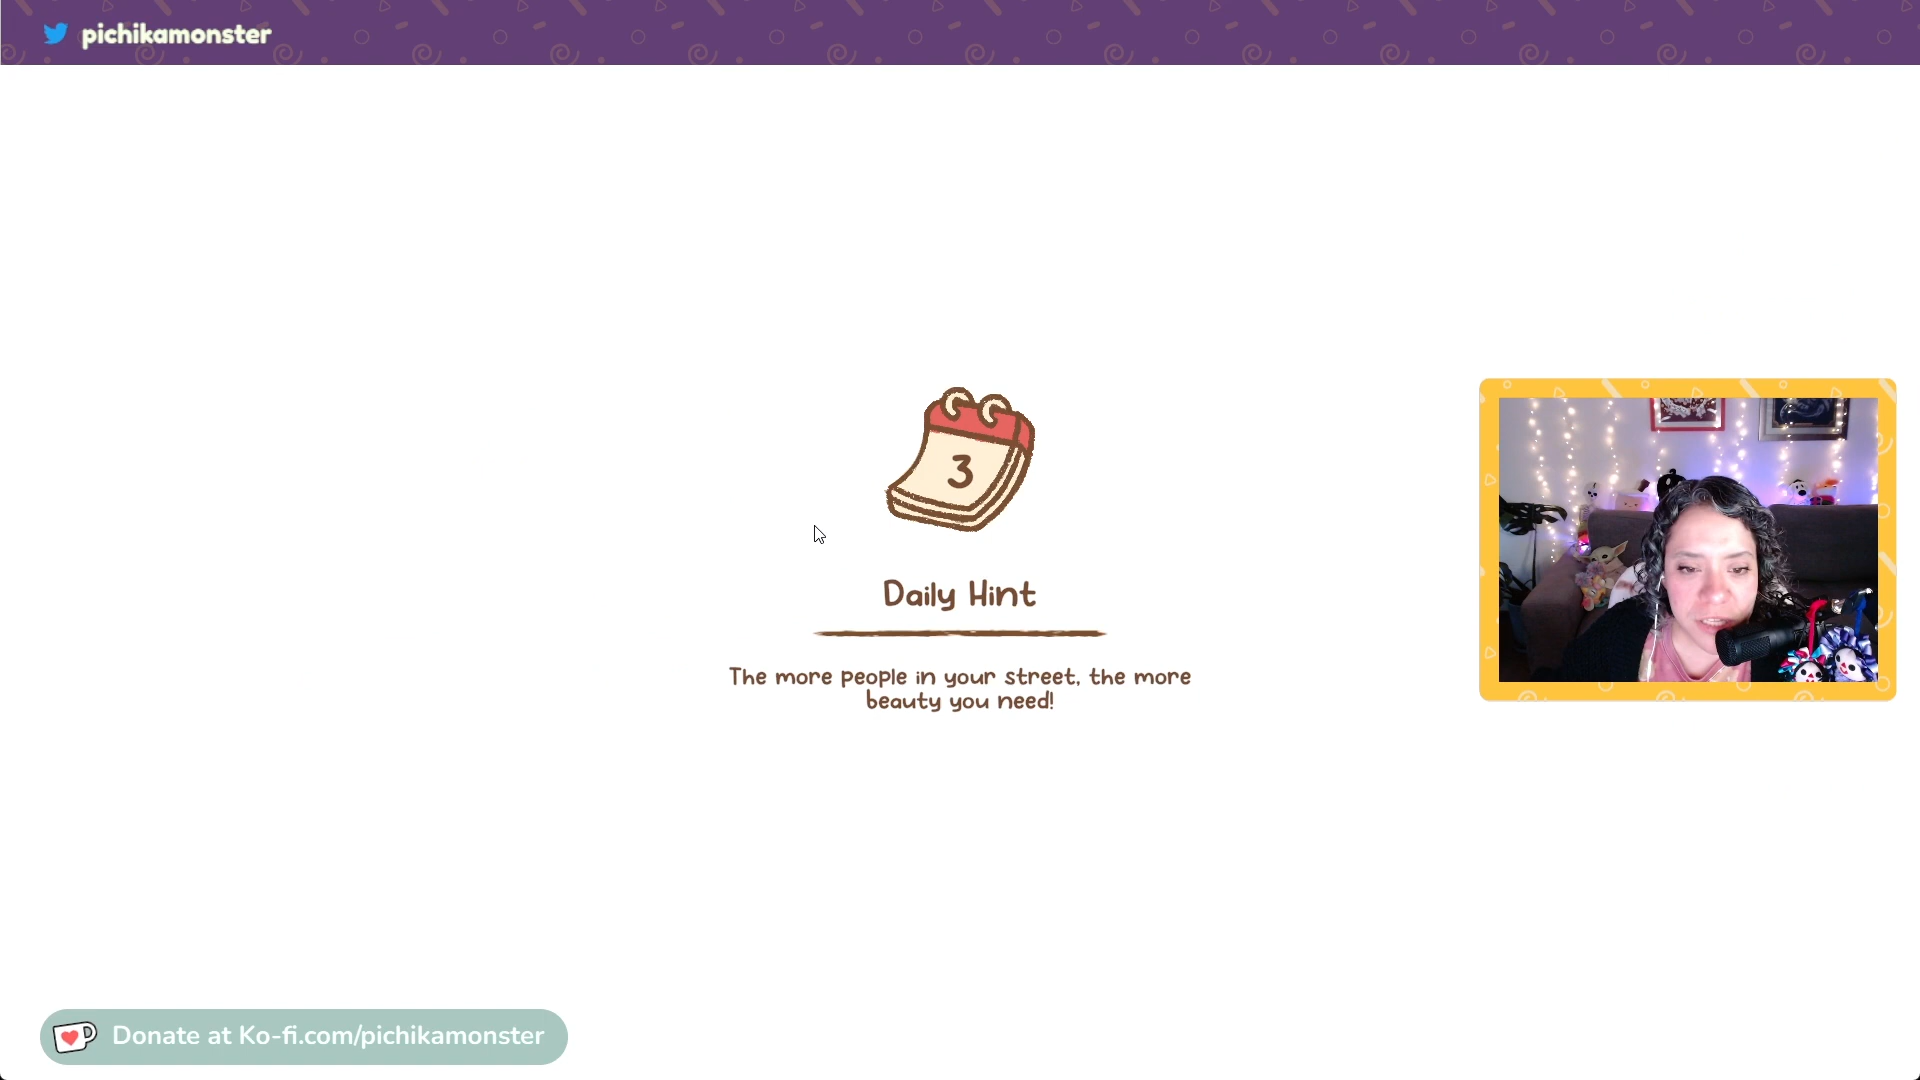 pichikamonster
3
Daily Hint
The more people in your street, the more
beauty you need!
Donate at Ko-fi.com/pichikamonster